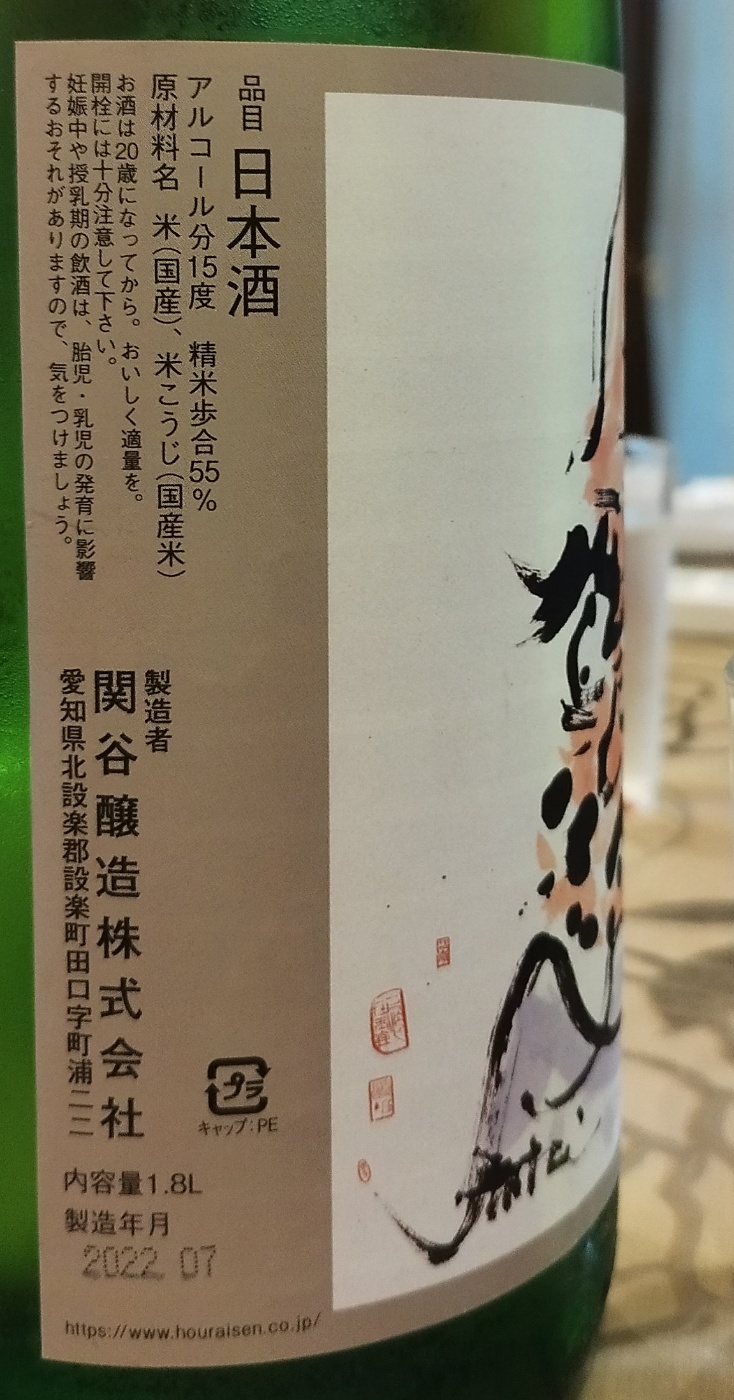 品目 日本酒
アルコール分15度 精米歩合55%
原材料名 米(国産)、米こうじ(国産米)
お酒は20歳になってから。おいしく適量を。
開栓には十分注意して下さい。
妊娠中や授乳期の飲酒は、胎児・乳児の発育に影響
するおそれがありますので、気をつけましょう。
製造者
関谷醸造株式会社
愛知県北設楽郡設楽町田口字町浦二二
プラ
キャップ:PE
内容量1.8L
製造年月
2022.07
https://www.houraisen.co.jp/